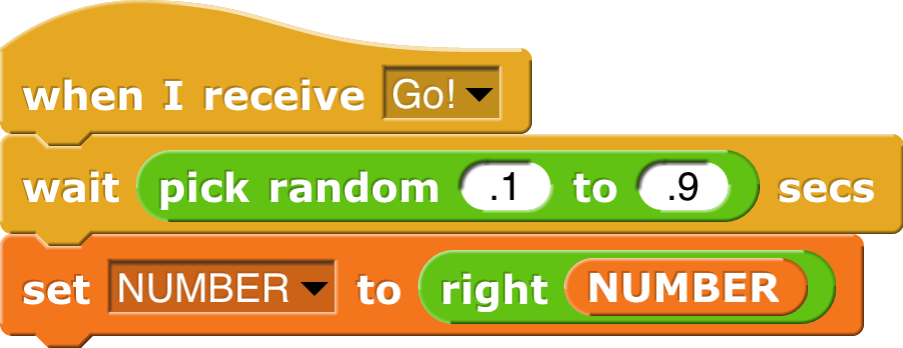 when I receive Go!
wait pick random .1 to .9 secs
set NUMBER to right NUMBER